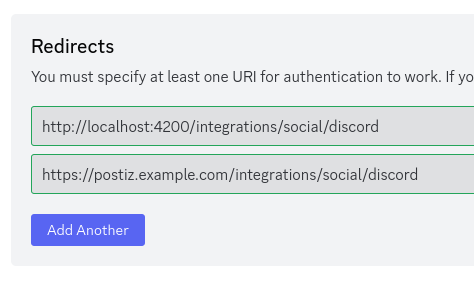 Redirects
You must specify at least one URI for authentication to work. If yo
http://localhost:4200/integrations/social/discord
https://postiz.example.com/integrations/social/discord
Add Another